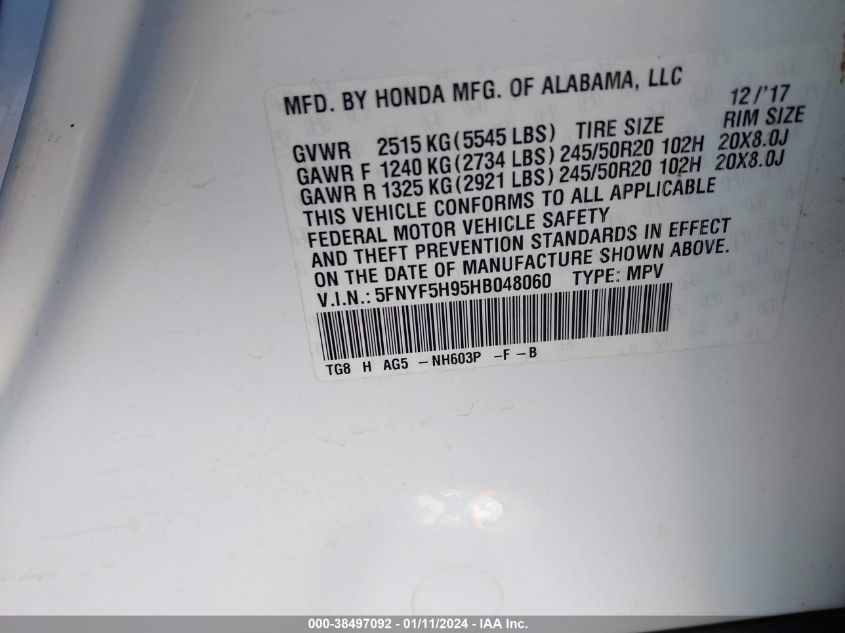 MFD. BY HONDA MFG. OF ALABAMA, LLC 12/'17
GVWR 2515 KG (5545 LBS) TIRE SIZE RIM SIZE
GAWR F 1240 KG (2734 LBS) 245/50R20 102H 20X8.0J
GAWR R 1325 KG (2921 LBS) 245/50R20 102H 20X8.0J
THIS VEHICLE CONFORMS TO ALL APPLICABLE
FEDERAL MOTOR VEHICLE SAFETY
AND THEFT PREVENTION STANDARDS IN EFFECT
ON THE DATE OF MANUFACTURE SHOWN ABOVE.
V.I.N.: 5FNYF5H95HB048060 TYPE: MPV
TG8 H AG5 -NH603P -F-B
000-38497092 - 01/11/2024 - IAA Inc.